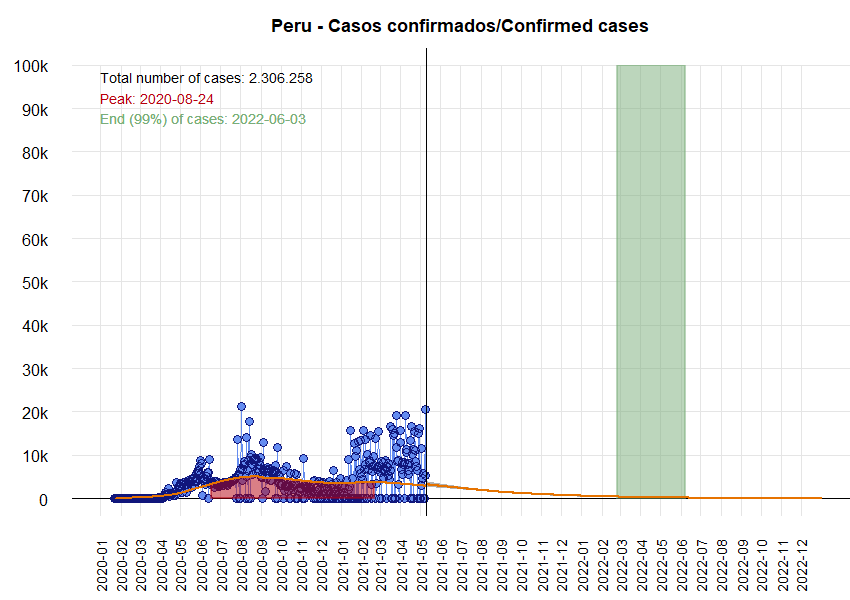 Peru - Casos confirmados/Confirmed cases
Total number of cases: 2.306.258
Peak: 2020-08-24
End (99%) of cases: 2022-06-03
100k
90k
80k
70k
60k
50k
40k
30k
20k
10k
0
2020-01
2020-02
2020-03
2020-04
2020-05
2020-06
2020-07
2020-08
2020-09
2020-10
2020-11
2020-12
2021-01
2021-02
2021-03
2021-04
2021-05
2021-06
2021-07
2021-08
2021-09
2021-10
2021-11
2021-12
2022-01
2022-02
2022-03
2022-04
2022-05
2022-06
2022-07
2022-08
2022-09
2022-10
2022-11
2022-12